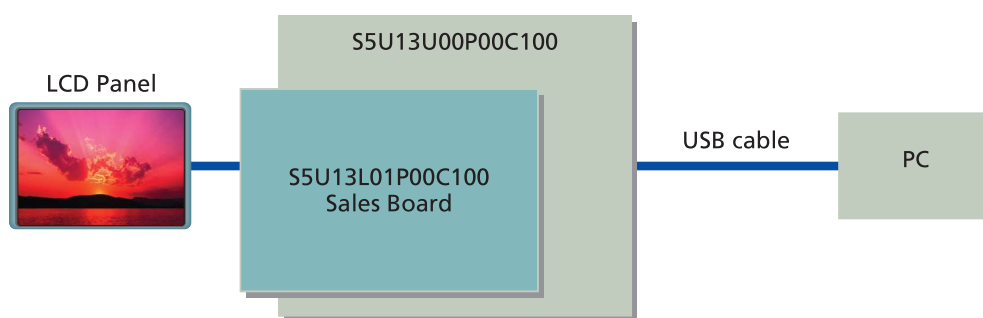 S5U13U00P00C100
LCD Panel
S5U13L01P00C100
Sales Board
USB cable
PC